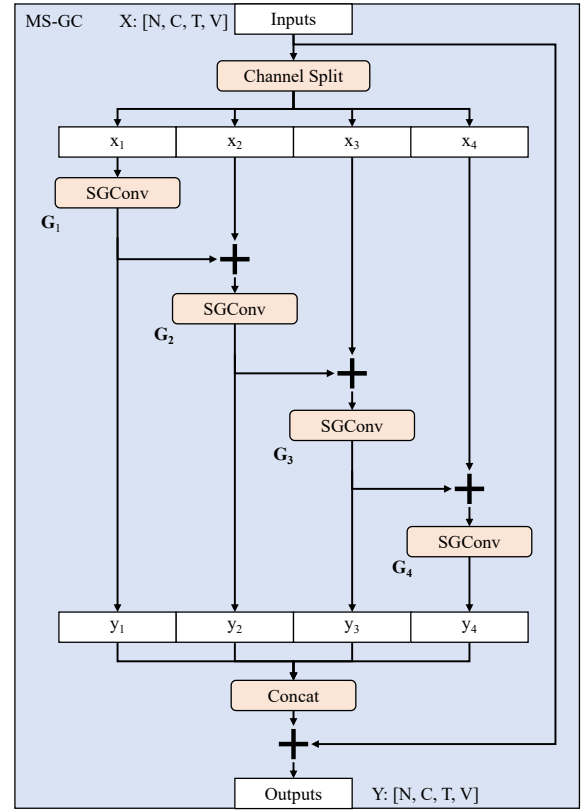 MS-GC X: [N, C, T, V] Inputs
Channel Split
x₁ x₂ x₃ x₄
SGConv
G₁
SGConv
G₂
SGConv
G₃
SGConv
G₄
y₁ y₂ y₃ y₄
Concat
Outputs Y: [N, C, T, V]